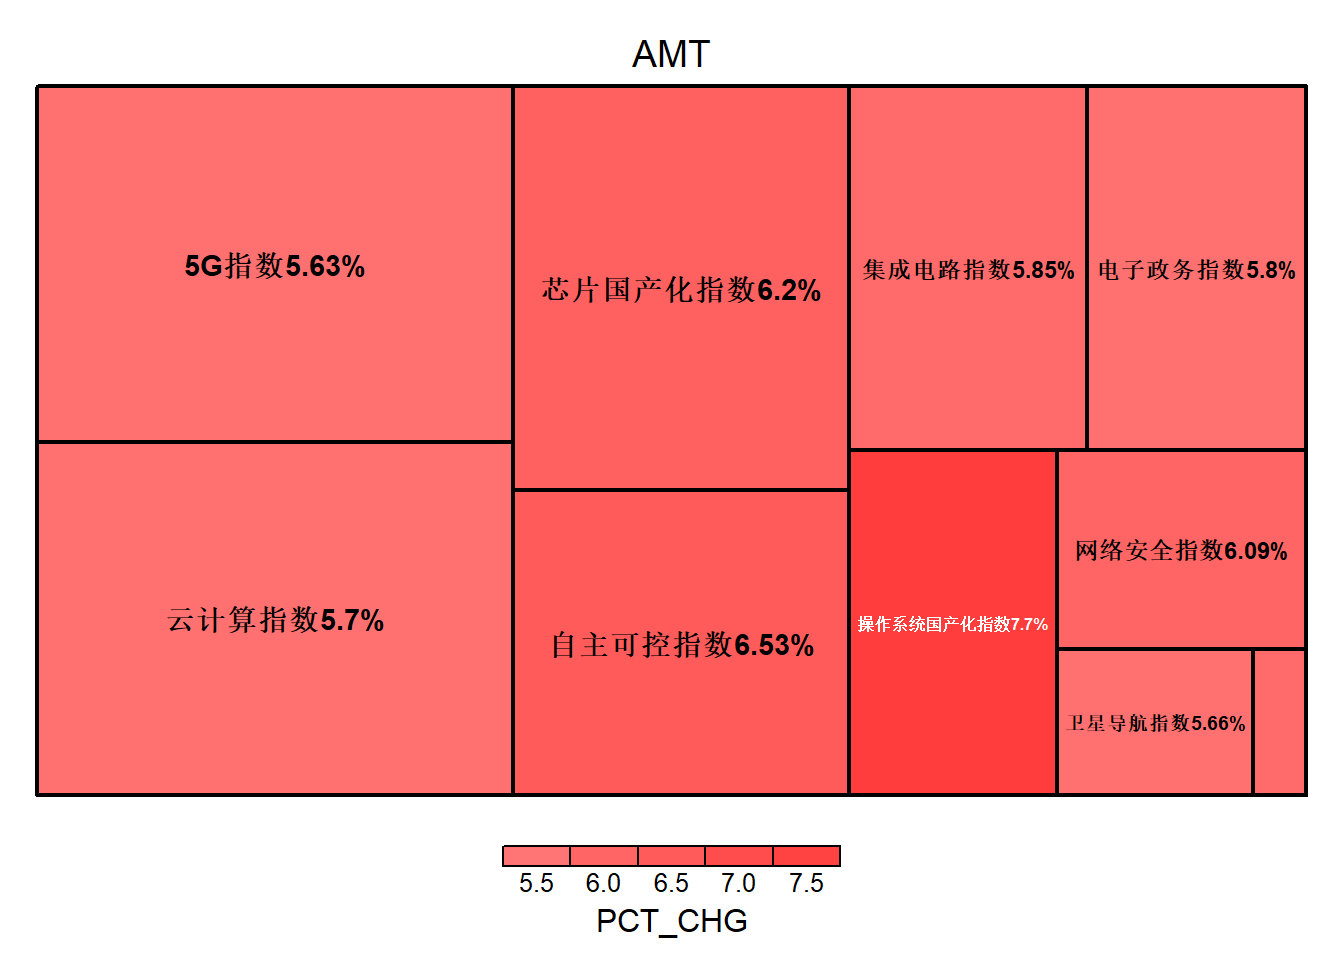 AMT
5G指数5.63%
云计算指数5.7%
芯片国产化指数6.2%
自主可控指数6.53%
集成电路指数5.85%
电子政务指数5.8%
操作系统国产化指数7.7%
网络安全指数6.09%
卫星导航指数5.66%
5.5 6.0 6.5 7.0 7.5
PCT_CHG